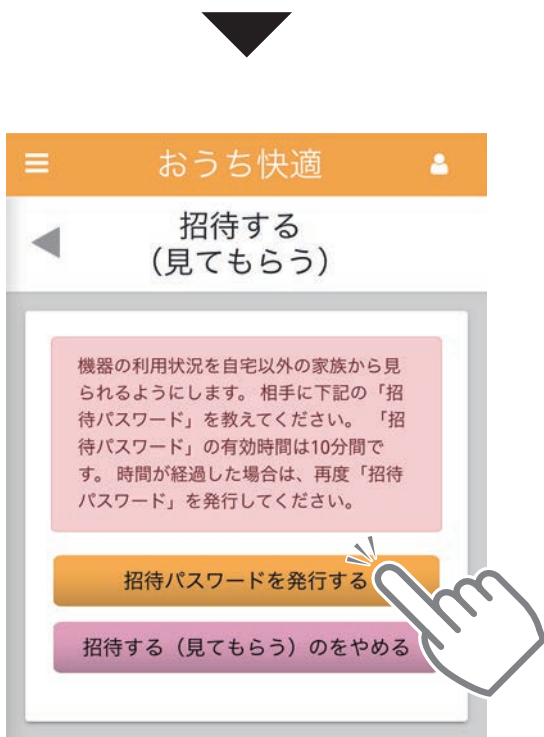 おうち快適
招待する
（見てもらう）
機器の利用状況を自宅以外の家族から見
られるようにします。 相手に下記の「招
待パスワード」を教えてください。 「招
待パスワード」の有効時間は10分間で
す。 時間が経過した場合は、再度「招待
パスワード」を発行してください。
招待パスワードを発行する
招待する（見てもらう）のをやめる